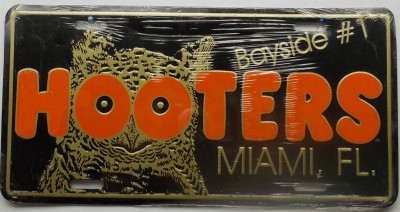 Bayside #1
HOOTERS
MIAMI, FL.